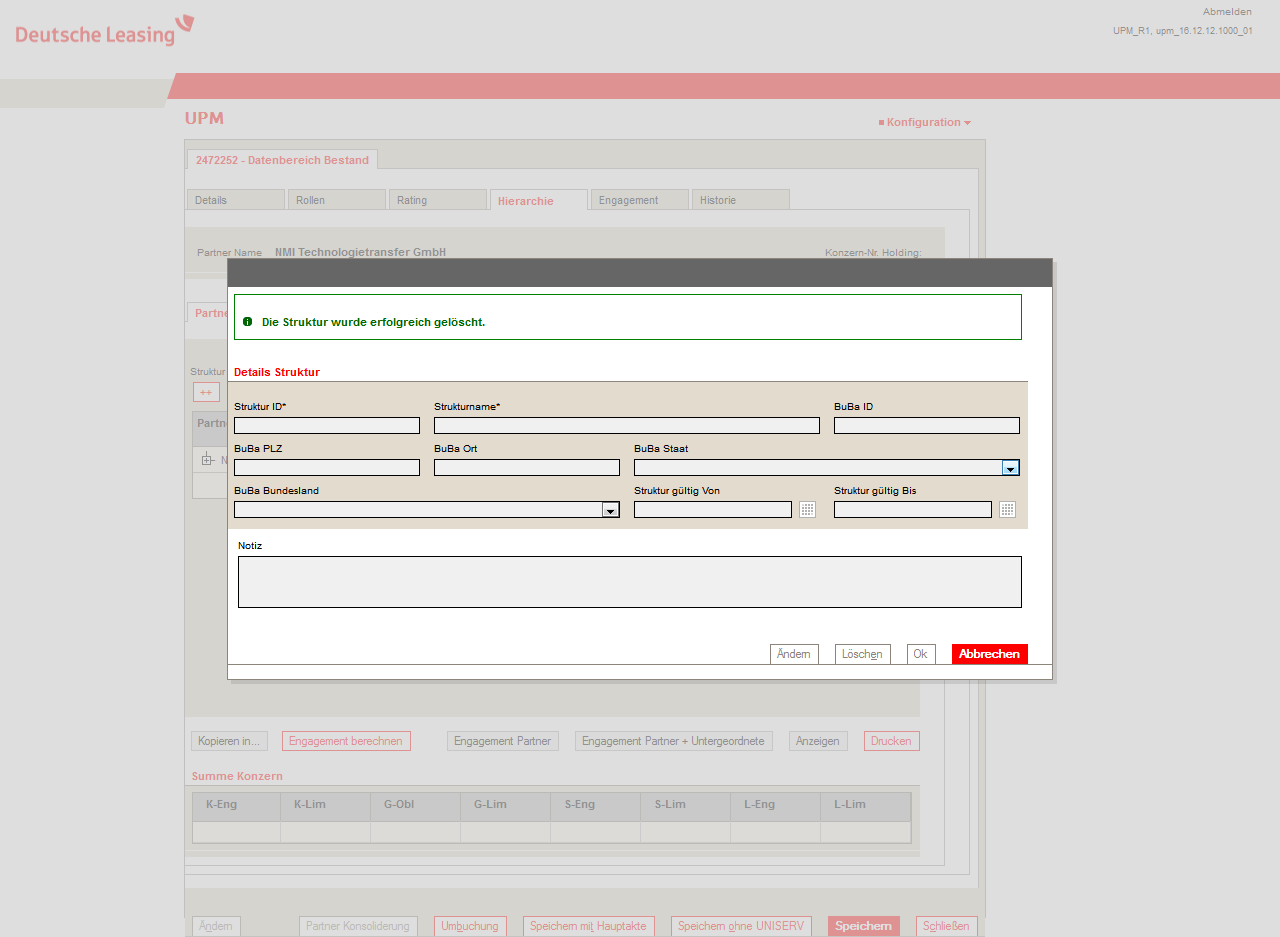 Deutsche Leasing
Abmelden
UPM_R1, upm_16.12.12.1000_01
UPM
Konfiguration
2472252 - Datenbereich Bestand
Details Rollen Rating Hierarchie Engagement Historie
Partner Name NMI Technologietransfer GmbH Konzern-Nr. Holding:
Die Struktur wurde erfolgreich gelöscht.
Struktur
++
Details Struktur
Struktur ID* Strukturname* BuBa ID
BuBa PLZ BuBa Ort BuBa Staat
BuBa Bundesland Struktur gültig Von Struktur gültig Bis
Notiz
Ändern Löschen Ok Abbrechen
Kopieren in... Engagement berechnen Engagement Partner Engagement Partner + Untergeordnete Anzeigen Drucken
Summe Konzern
K-Eng K-Lim G-Obl G-Lim S-Eng S-Lim L-Eng L-Lim
Ändern Partner Konsolidierung Umbuchung Speichern mit Hauptakte Speichern ohne UNISERV Speichern Schließen